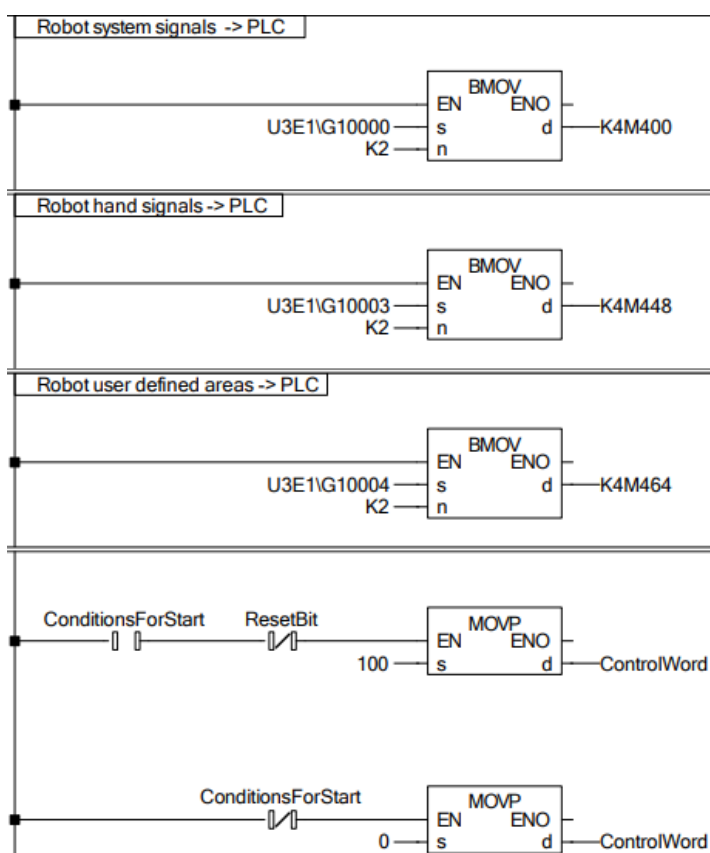 Robot system signals -> PLC
BMOV
EN ENO
U3E1\G10000 s d K4M400
K2 n
Robot hand signals -> PLC
BMOV
EN ENO
U3E1\G10003 s d K4M448
K2 n
Robot user defined areas -> PLC
BMOV
EN ENO
U3E1\G10004 s d K4M464
K2 n
ConditionsForStart ResetBit MOVP
EN ENO
100 s d ControlWord
ConditionsForStart MOVP
EN ENO
0 s d ControlWord